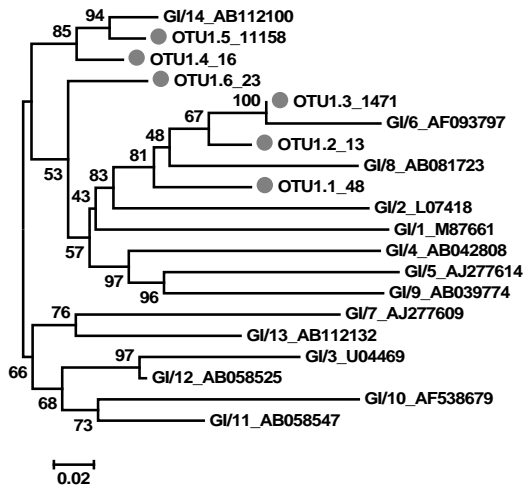 94
GI/14_AB112100
85
OTU1.5_11158
OTU1.4_16
OTU1.6_23
100
OTU1.3_1471
67
GI/6_AF093797
48
OTU1.2_13
81
GI/8_AB081723
53
83
OTU1.1_48
43
GI/2_L07418
GI/1_M87661
57
GI/4_AB042808
97
GI/5_AJ277614
96
GI/9_AB039774
76
GI/7_AJ277609
GI/13_AB112132
97
GI/3_U04469
66
GI/12_AB058525
68
GI/10_AF538679
73
GI/11_AB058547
0.02